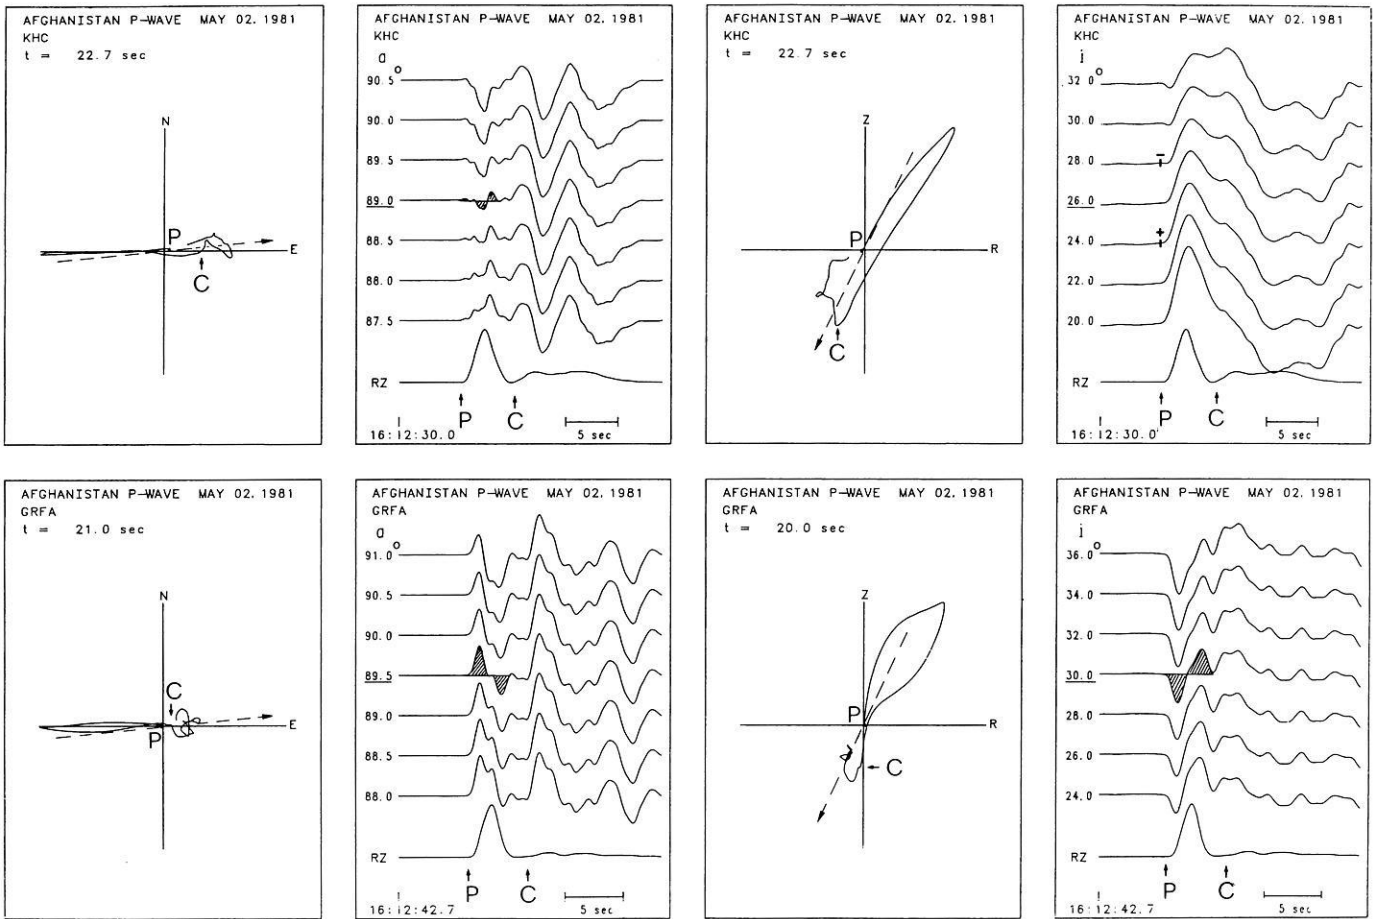 AFGHANISTAN P-WAVE MAY 02. 1981
KHC
t = 22.7 sec
N
P
E
C
AFGHANISTAN P-WAVE MAY 02. 1981
KHC
a
90.5°
90.0
89.5
89.0
88.5
88.0
87.5
RZ
P
C
5 sec
16:12:30.0
AFGHANISTAN P-WAVE MAY 02. 1981
KHC
t = 22.7 sec
Z
P
R
C
AFGHANISTAN P-WAVE MAY 02. 1981
KHC
j
32.0°
30.0
28.0
−
26.0
+
24.0
22.0
20.0
RZ
P
C
5 sec
16:12:30.0
AFGHANISTAN P-WAVE MAY 02. 1981
GRFA
t = 21.0 sec
N
C
E
P
AFGHANISTAN P-WAVE MAY 02. 1981
GRFA
a
91.0°
90.5
90.0
89.5
89.0
88.5
88.0
RZ
P
C
5 sec
16:12:42.7
AFGHANISTAN P-WAVE MAY 02. 1981
GRFA
t = 20.0 sec
Z
P
R
C
AFGHANISTAN P-WAVE MAY 02. 1981
GRFA
j
36.0°
34.0
32.0
30.0
28.0
26.0
24.0
RZ
P
C
5 sec
16:12:42.7